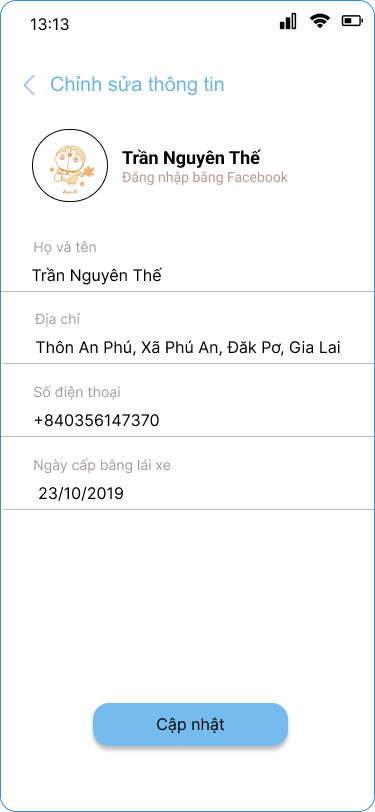 13:13
Chỉnh sửa thông tin
Trần Nguyên Thế
Đăng nhập bằng Facebook
Họ và tên
Trần Nguyên Thế
Địa chỉ
Thôn An Phú, Xã Phú An, Đăk Pơ, Gia Lai
Số điện thoại
+840356147370
Ngày cấp bằng lái xe
23/10/2019
Cập nhật